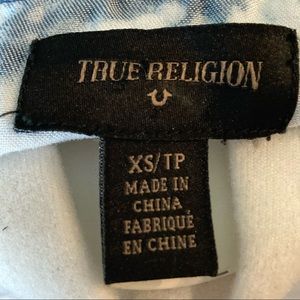 TRUE RELIGION
XS/TP
MADE IN
CHINA
FABRIQUÉ
EN CHINE